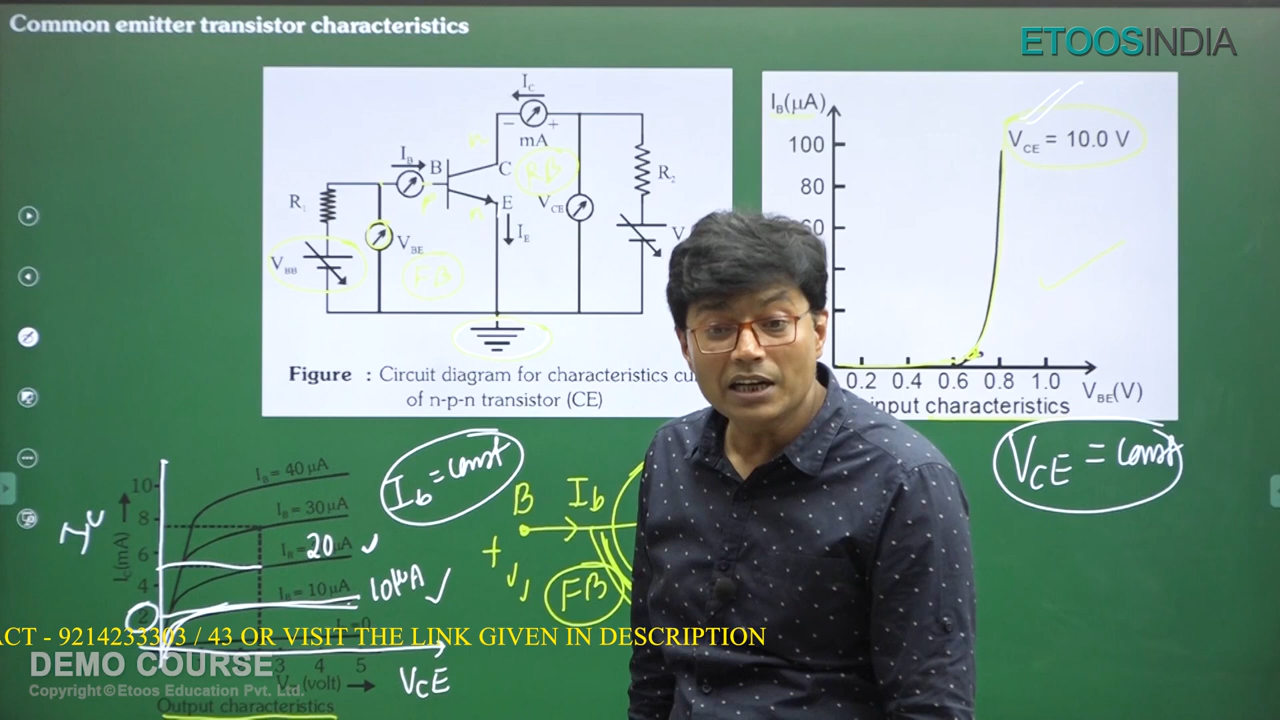 Common emitter transistor characteristics
ETOOSINDIA
I_C
− +
mA
n
I_B
B
C
RB
R_1
R_2
p
n
E
V_CE
V_BE
I_E
V_BB
FB
V
Figure : Circuit diagram for characteristics cu
of n-p-n transistor (CE)
I_B(μA)
100
80
60
V_CE = 10.0 V
0.2 0.4 0.6 0.8 1.0
V_BE(V)
input characteristics
V_CE = const
I_b = const
B
I_b
+
FB
10
8
6
4
2
I_C
I_C(mA)
I_B = 40 μA
I_B = 30 μA
I_B = 20 μA
I_B = 10 μA
10μA
ACT - 9214233303 / 43 OR VISIT THE LINK GIVEN IN DESCRIPTION
DEMO COURSE
3 4 5
(volt)
V_CE
Copyright © Etoos Education Pvt. Ltd.
Output characteristics